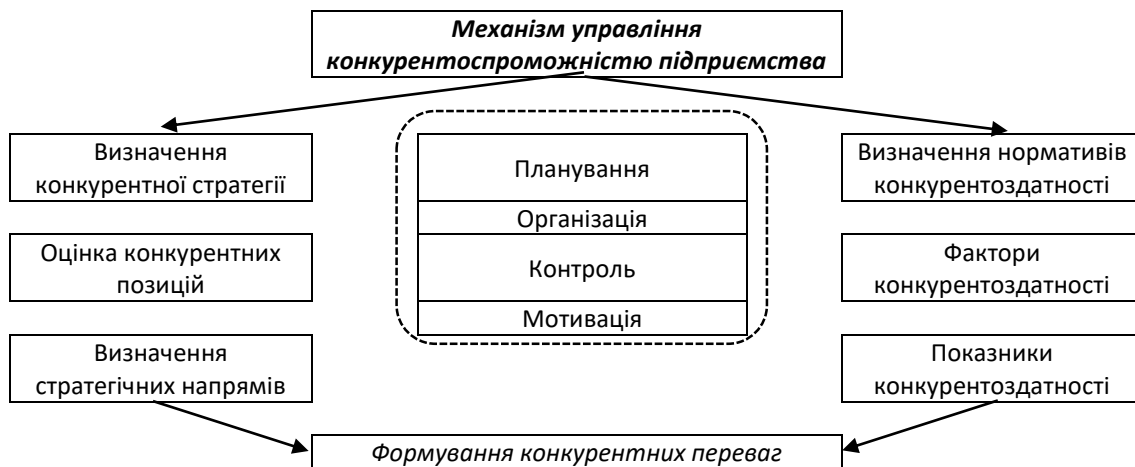 Механізм управління
конкурентоспроможністю підприємства
Визначення
конкурентної стратегії
Оцінка конкурентних
позицій
Визначення
стратегічних напрямів
Планування
Організація
Контроль
Мотивація
Визначення нормативів
конкурентоздатності
Фактори
конкурентоздатності
Показники
конкурентоздатності
Формування конкурентних переваг